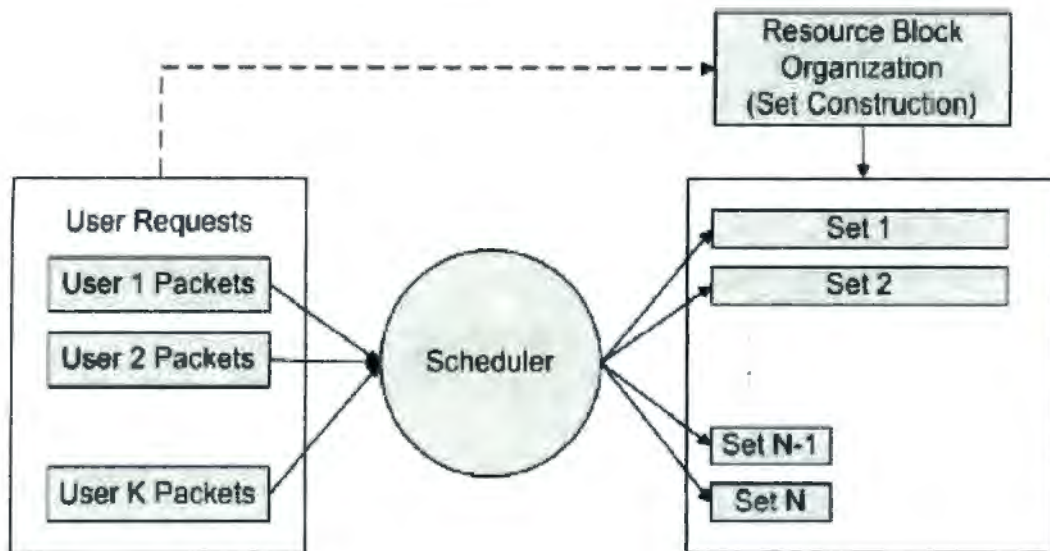 Resource Block
Organization
(Set Construction)
User Requests
User 1 Packets
User 2 Packets
User K Packets
Scheduler
Set 1
Set 2
Set N-1
Set N